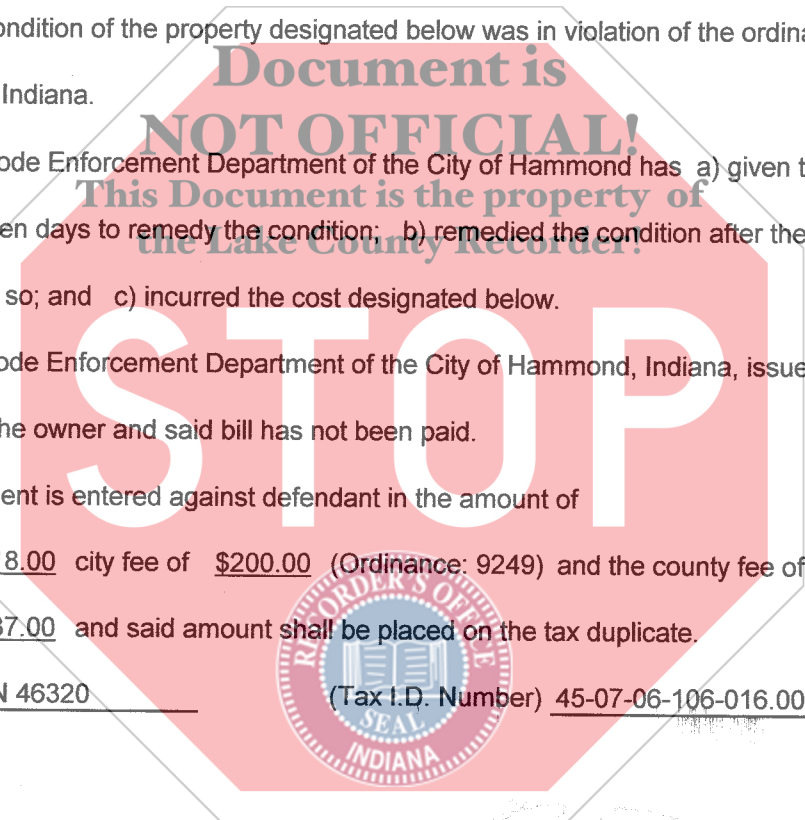 ondition of the property designated below was in violation of the ordina
Document is
Indiana.
NOT OFFICIAL!
ode Enforcement Department of the City of Hammond has a) given t
This Document is the property of
en days to remedy the condition; b) remedied the condition after the
the Lake County Recorder!
so; and c) incurred the cost designated below.
STOP
ode Enforcement Department of the City of Hammond, Indiana, issue
he owner and said bill has not been paid.
ent is entered against defendant in the amount of
8.00 city fee of $200.00 (Ordinance: 9249) and the county fee of
RECORDER'S OFFICE
37.00 and said amount shall be placed on the tax duplicate.
N 46320 (Tax I.D. Number) 45-07-06-106-016.00
SEAL
INDIANA